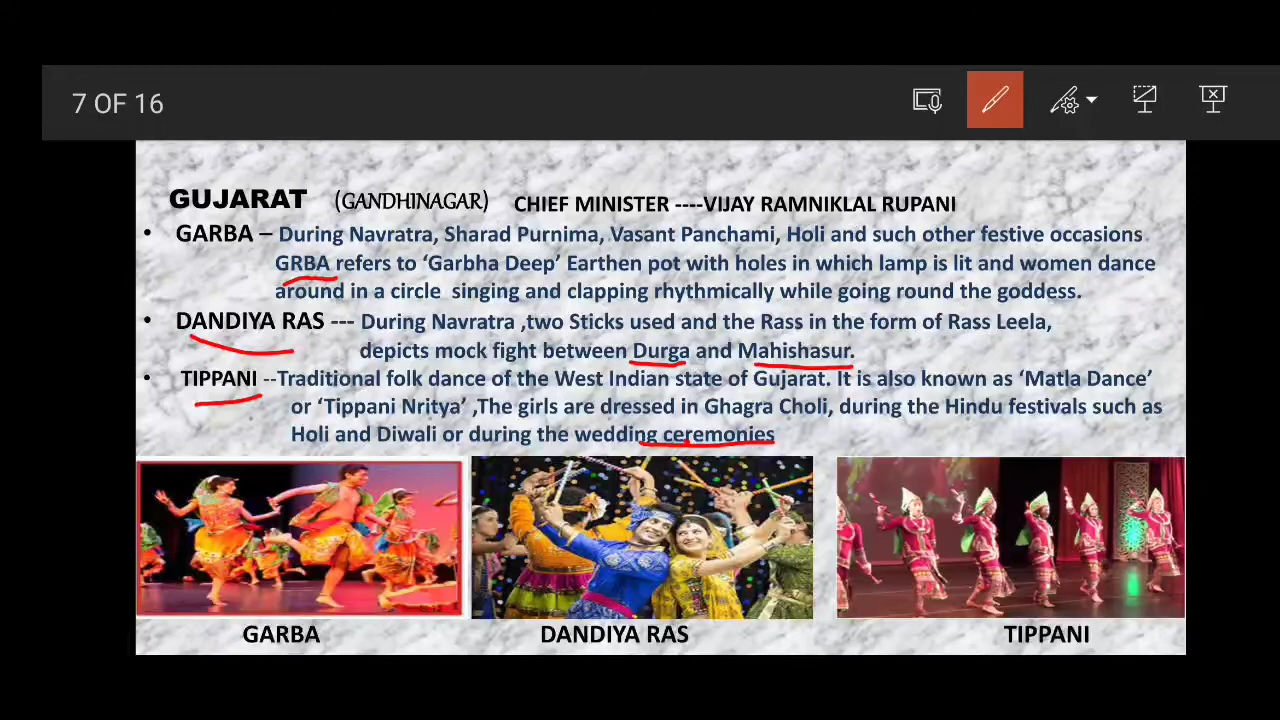 7 OF 16
GUJARAT (GANDHINAGAR) CHIEF MINISTER ----VIJAY RAMNIKLAL RUPANI
• GARBA – During Navratra, Sharad Purnima, Vasant Panchami, Holi and such other festive occasions
GRBA refers to ‘Garbha Deep’ Earthen pot with holes in which lamp is lit and women dance
around in a circle singing and clapping rhythmically while going round the goddess.
• DANDIYA RAS --- During Navratra ,two Sticks used and the Rass in the form of Rass Leela,
depicts mock fight between Durga and Mahishasur.
• TIPPANI --Traditional folk dance of the West Indian state of Gujarat. It is also known as ‘Matla Dance’
or ‘Tippani Nritya’ ,The girls are dressed in Ghagra Choli, during the Hindu festivals such as
Holi and Diwali or during the wedding ceremonies
GARBA DANDIYA RAS TIPPANI